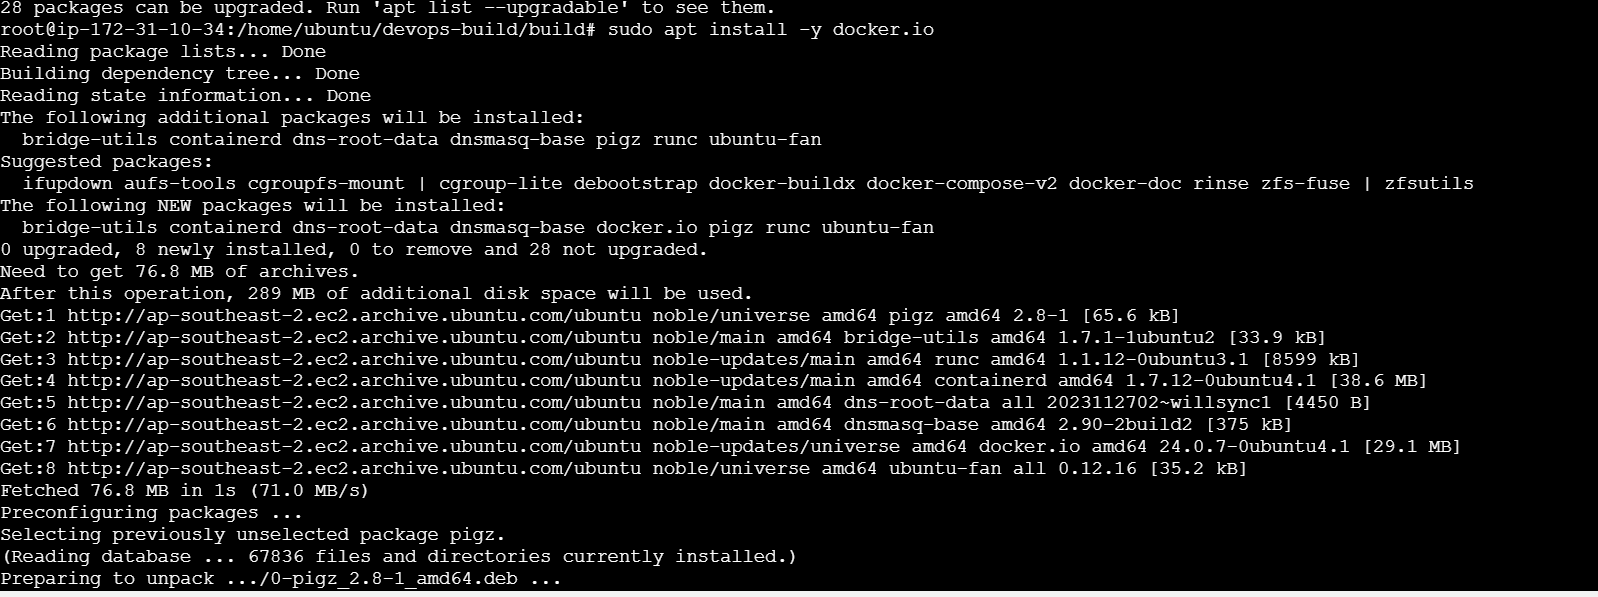 28 packages can be upgraded. Run 'apt list --upgradable' to see them.
root@ip-172-31-10-34:/home/ubuntu/devops-build/build# sudo apt install -y docker.io
Reading package lists... Done
Building dependency tree... Done
Reading state information... Done
The following additional packages will be installed:
  bridge-utils containerd dns-root-data dnsmasq-base pigz runc ubuntu-fan
Suggested packages:
  ifupdown aufs-tools cgroupfs-mount | cgroup-lite debootstrap docker-buildx docker-compose-v2 docker-doc rinse zfs-fuse | zfsutils
The following NEW packages will be installed:
  bridge-utils containerd dns-root-data dnsmasq-base docker.io pigz runc ubuntu-fan
0 upgraded, 8 newly installed, 0 to remove and 28 not upgraded.
Need to get 76.8 MB of archives.
After this operation, 289 MB of additional disk space will be used.
Get:1 http://ap-southeast-2.ec2.archive.ubuntu.com/ubuntu noble/universe amd64 pigz amd64 2.8-1 [65.6 kB]
Get:2 http://ap-southeast-2.ec2.archive.ubuntu.com/ubuntu noble/main amd64 bridge-utils amd64 1.7.1-1ubuntu2 [33.9 kB]
Get:3 http://ap-southeast-2.ec2.archive.ubuntu.com/ubuntu noble-updates/main amd64 runc amd64 1.1.12-0ubuntu3.1 [8599 kB]
Get:4 http://ap-southeast-2.ec2.archive.ubuntu.com/ubuntu noble-updates/main amd64 containerd amd64 1.7.12-0ubuntu4.1 [38.6 MB]
Get:5 http://ap-southeast-2.ec2.archive.ubuntu.com/ubuntu noble/main amd64 dns-root-data all 2023112702~willsync1 [4450 B]
Get:6 http://ap-southeast-2.ec2.archive.ubuntu.com/ubuntu noble/main amd64 dnsmasq-base amd64 2.90-2build2 [375 kB]
Get:7 http://ap-southeast-2.ec2.archive.ubuntu.com/ubuntu noble-updates/universe amd64 docker.io amd64 24.0.7-0ubuntu4.1 [29.1 MB]
Get:8 http://ap-southeast-2.ec2.archive.ubuntu.com/ubuntu noble/universe amd64 ubuntu-fan all 0.12.16 [35.2 kB]
Fetched 76.8 MB in 1s (71.0 MB/s)
Preconfiguring packages ...
Selecting previously unselected package pigz.
(Reading database ... 67836 files and directories currently installed.)
Preparing to unpack .../0-pigz_2.8-1_amd64.deb ...